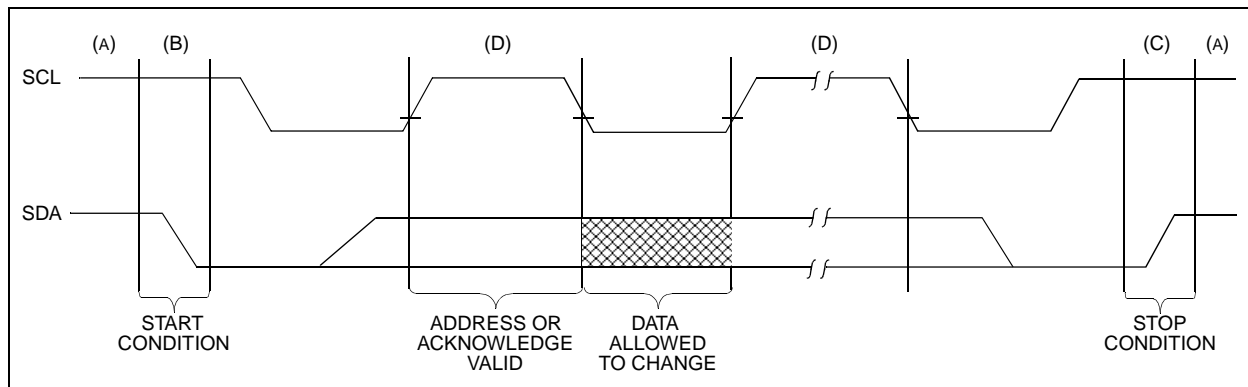 (A) (B) (D) (D) (C) (A)
SCL
SDA
START
CONDITION
ADDRESS OR
ACKNOWLEDGE
VALID
DATA
ALLOWED
TO CHANGE
STOP
CONDITION